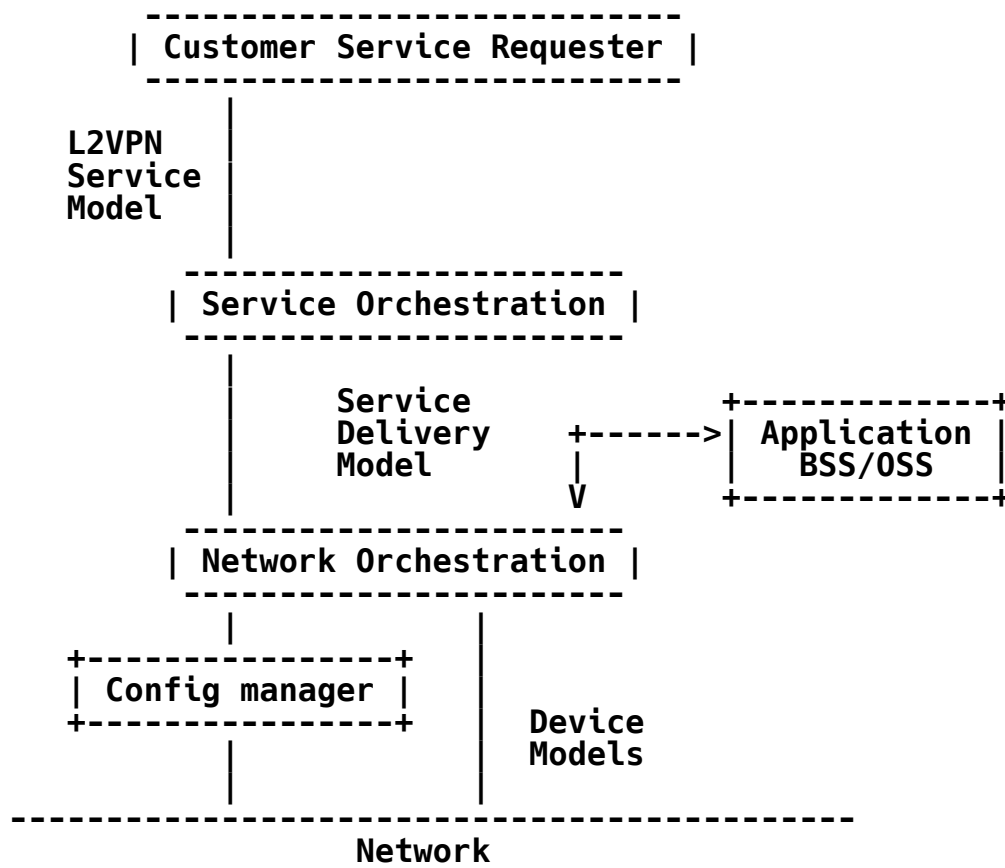 Customer Service Requester
L2VPN
Service
Model
Service Orchestration
Service
Delivery
Model
Application
BSS/OSS
Network Orchestration
Config manager
Device
Models
Network